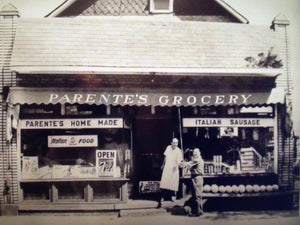 PARENTE'S GROCERY
PARENTE'S HOME MADE
ITALIAN SAUSAGE
Italian FOOD
OPEN